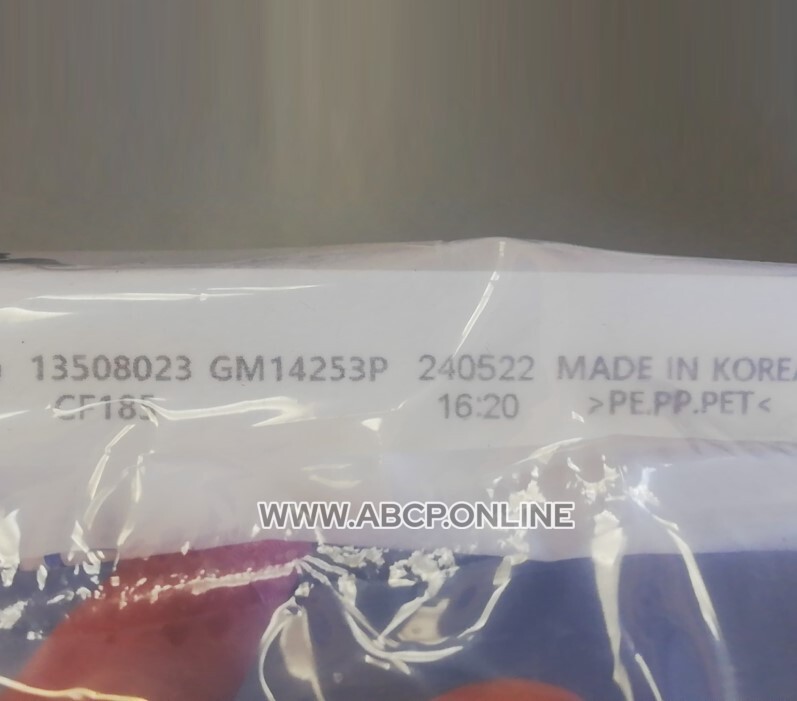 13508023 GM14253P 240522 MADE IN KOREA
CF185 16:20 >PE.PP.PET<
WWW.ABCP.ONLINE